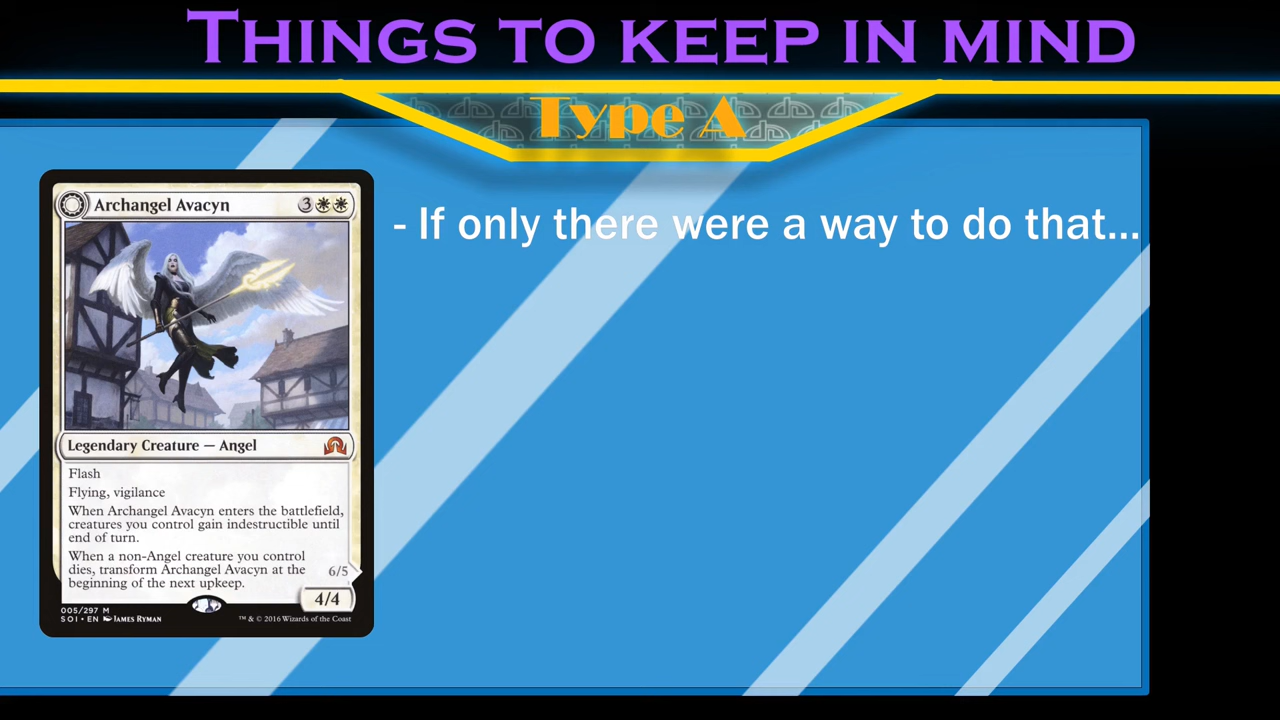 THINGS TO KEEP IN MIND
Type A
Archangel Avacyn 3
- If only there were a way to do that...
Legendary Creature — Angel
Flash
Flying, vigilance
When Archangel Avacyn enters the battlefield,
creatures you control gain indestructible until
end of turn.
When a non-Angel creature you control
dies, transform Archangel Avacyn at the
beginning of the next upkeep.
6/5
4/4
005/297 M
SOI • EN JAMES RYMAN
™ & © 2016 Wizards of the Coast